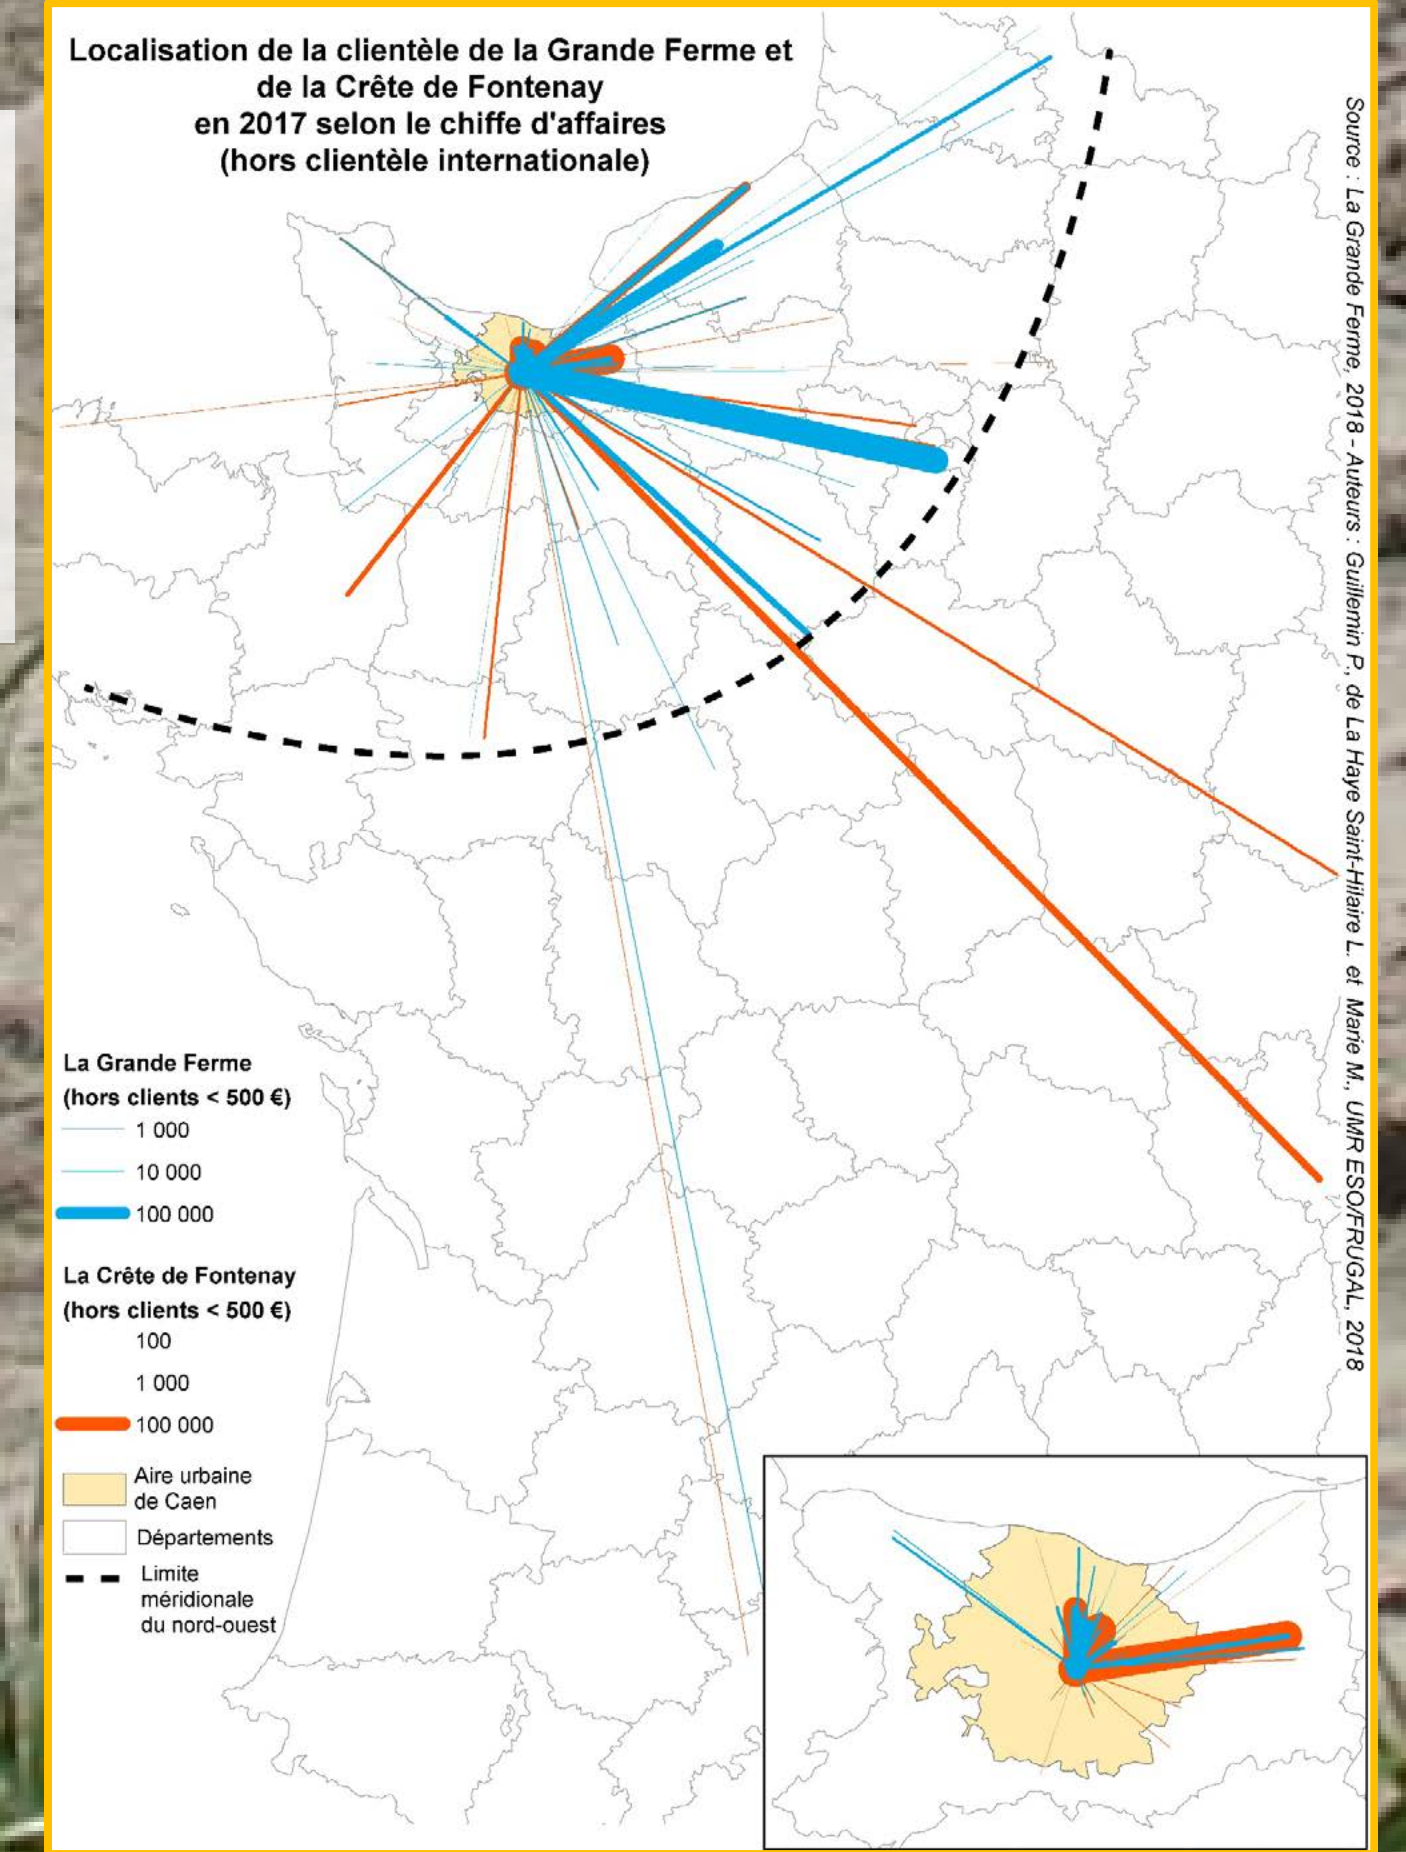 Localisation de la clientèle de la Grande Ferme et
de la Crête de Fontenay
en 2017 selon le chiffe d'affaires
(hors clientèle internationale)
Source : La Grande Ferme, 2018 - Auteurs : Guillemin P., de La Haye Saint-Hilaire L. et Marie M., UMR ESO/FRUGAL, 2018
La Grande Ferme
(hors clients < 500 €)
1 000
10 000
100 000
La Crête de Fontenay
(hors clients < 500 €)
100
1 000
100 000
Aire urbaine
de Caen
Départements
Limite
méridionale
du nord-ouest